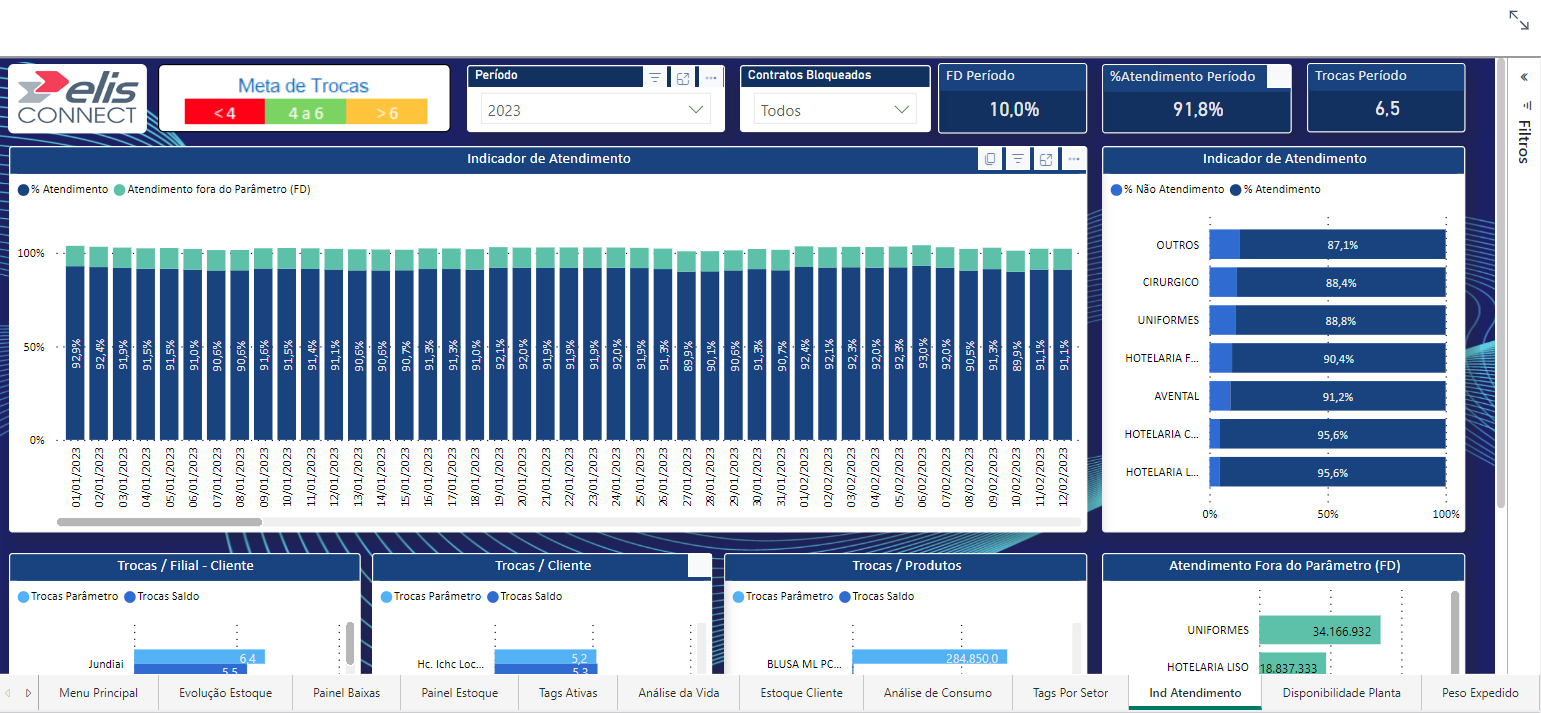 elis
CONNECT
Meta de Trocas
< 4
4 a 6
> 6
Período
2023
Contratos Bloqueados
Todos
FD Período
10,0%
%Atendimento Período
91,8%
Trocas Período
6,5
Filtros
Indicador de Atendimento
% Atendimento
Atendimento fora do Parâmetro (FD)
100%
50%
0%
92,9%
92,4%
91,9%
91,5%
91,5%
91,0%
90,6%
90,6%
91,6%
91,5%
91,4%
91,1%
90,6%
90,6%
90,7%
91,3%
91,3%
91,0%
92,1%
92,0%
91,9%
91,9%
91,9%
92,0%
91,9%
91,3%
89,9%
90,1%
90,6%
91,3%
90,7%
92,4%
92,1%
92,3%
92,0%
92,3%
93,0%
92,0%
90,5%
91,3%
89,9%
91,1%
91,1%
01/01/2023
02/01/2023
03/01/2023
04/01/2023
05/01/2023
06/01/2023
07/01/2023
08/01/2023
09/01/2023
10/01/2023
11/01/2023
12/01/2023
13/01/2023
14/01/2023
15/01/2023
16/01/2023
17/01/2023
18/01/2023
19/01/2023
20/01/2023
21/01/2023
22/01/2023
23/01/2023
24/01/2023
25/01/2023
26/01/2023
27/01/2023
28/01/2023
29/01/2023
30/01/2023
31/01/2023
01/02/2023
02/02/2023
03/02/2023
04/02/2023
05/02/2023
06/02/2023
07/02/2023
08/02/2023
09/02/2023
10/02/2023
11/02/2023
12/02/2023
Indicador de Atendimento
% Não Atendimento
% Atendimento
OUTROS 87,1%
CIRURGICO 88,4%
UNIFORMES 88,8%
HOTELARIA F... 90,4%
AVENTAL 91,2%
HOTELARIA C... 95,6%
HOTELARIA L... 95,6%
0% 50% 100%
Trocas / Filial - Cliente
Trocas Parâmetro
Trocas Saldo
Jundiai
6,4
5,5
Trocas / Cliente
Trocas Parâmetro
Trocas Saldo
Hc. Ichc Loc...
5,2
5,3
Trocas / Produtos
Trocas Parâmetro
Trocas Saldo
BLUSA ML PC...
284.850,0
Atendimento Fora do Parâmetro (FD)
UNIFORMES 34.166.932
HOTELARIA LISO 18.837.333
Menu Principal
Evolução Estoque
Painel Baixas
Painel Estoque
Tags Ativas
Análise da Vida
Estoque Cliente
Análise de Consumo
Tags Por Setor
Ind Atendimento
Disponibilidade Planta
Peso Expedido